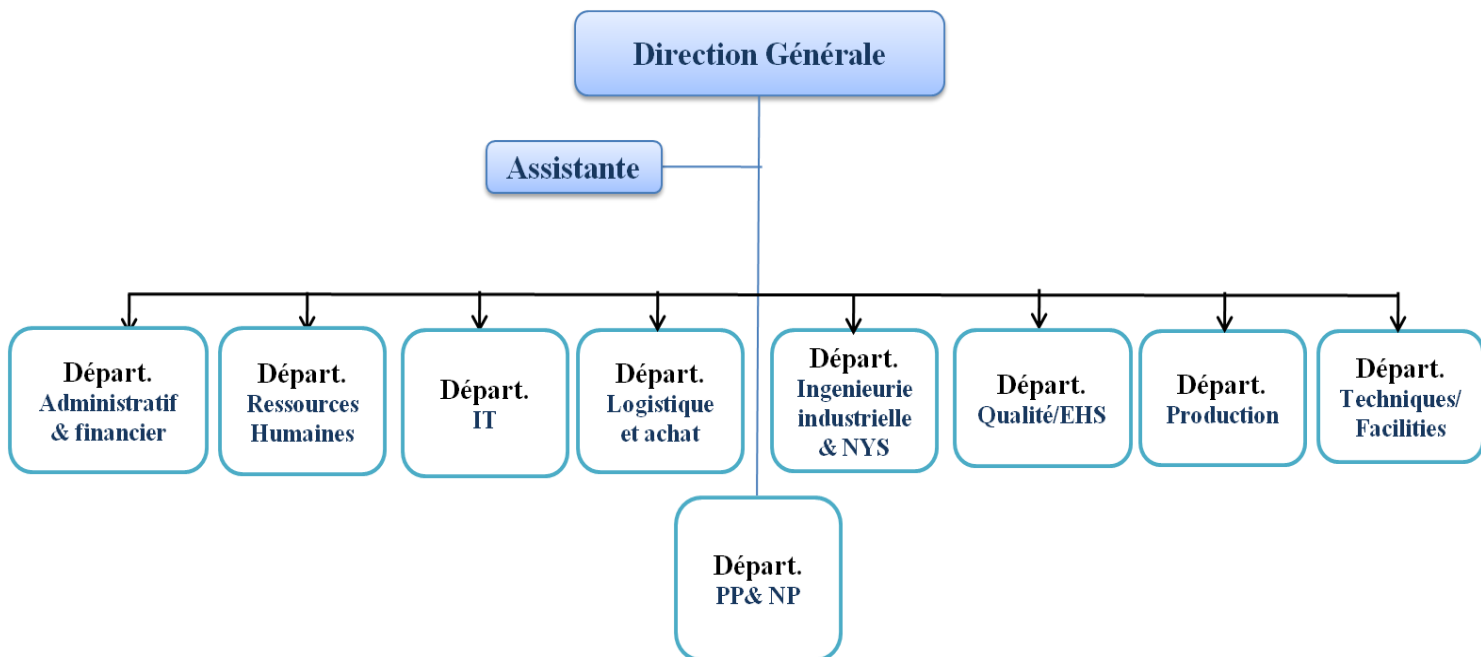 Direction Générale
Assistante
Départ.
Administratif
& financier
Départ.
Ressources
Humaines
Départ.
IT
Départ.
Logistique
et achat
Départ.
Ingenieurie
industrielle
& NYS
Départ.
Qualité/EHS
Départ.
Production
Départ.
Techniques/
Facilities
Départ.
PP& NP